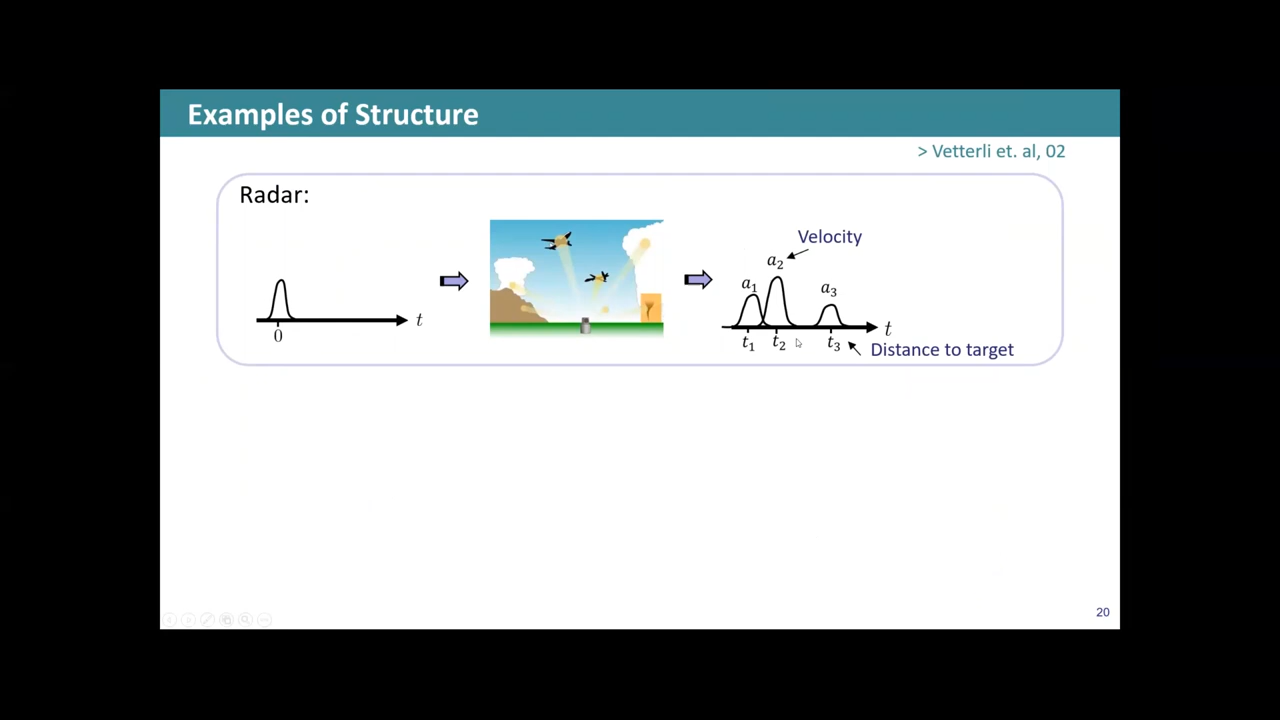 Examples of Structure
> Vetterli et. al, 02
Radar:
Velocity
a₂
a₁
a₃
t
t
0
t₁ t₂ t₃
Distance to target
20